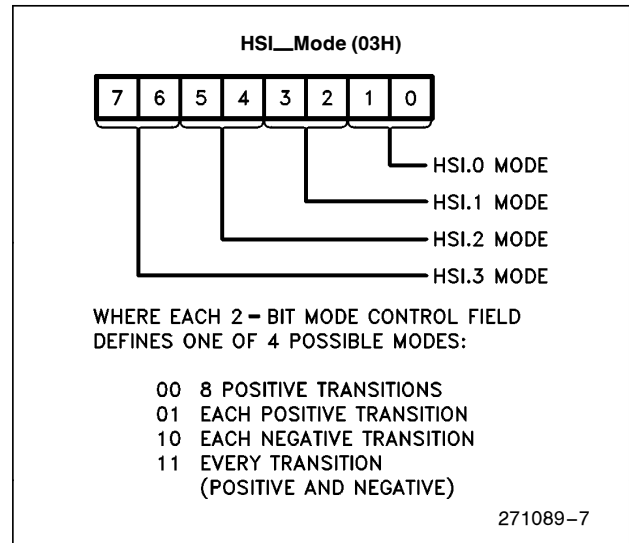 HSI__Mode (03H)
7 6 5 4 3 2 1 0
HSI.0 MODE
HSI.1 MODE
HSI.2 MODE
HSI.3 MODE
WHERE EACH 2-BIT MODE CONTROL FIELD
DEFINES ONE OF 4 POSSIBLE MODES:
00 8 POSITIVE TRANSITIONS
01 EACH POSITIVE TRANSITION
10 EACH NEGATIVE TRANSITION
11 EVERY TRANSITION
(POSITIVE AND NEGATIVE)
271089-7